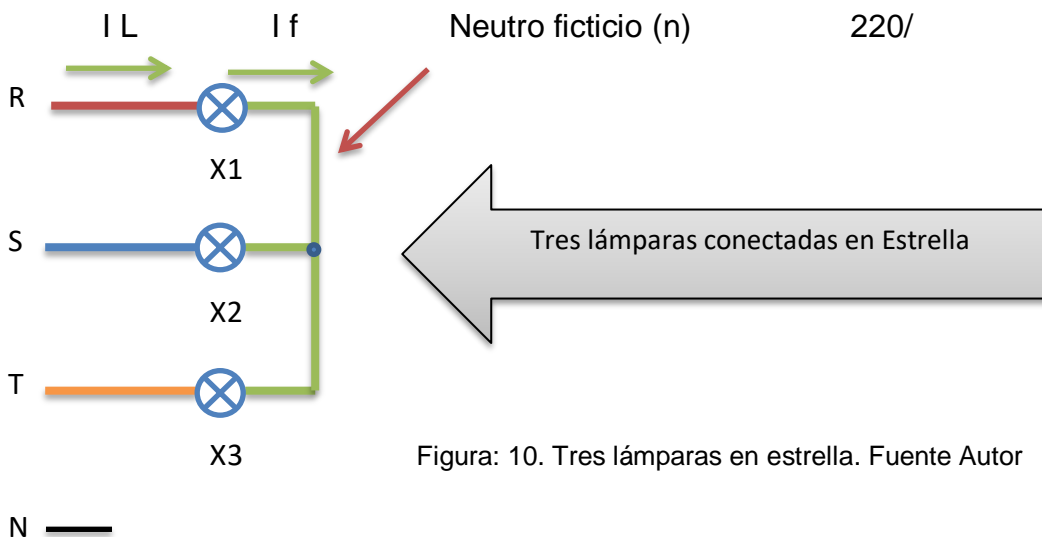 I L I f Neutro ficticio (n) 220/
R
X1
S
Tres lámparas conectadas en Estrella
X2
T
X3
Figura: 10. Tres lámparas en estrella. Fuente Autor
N